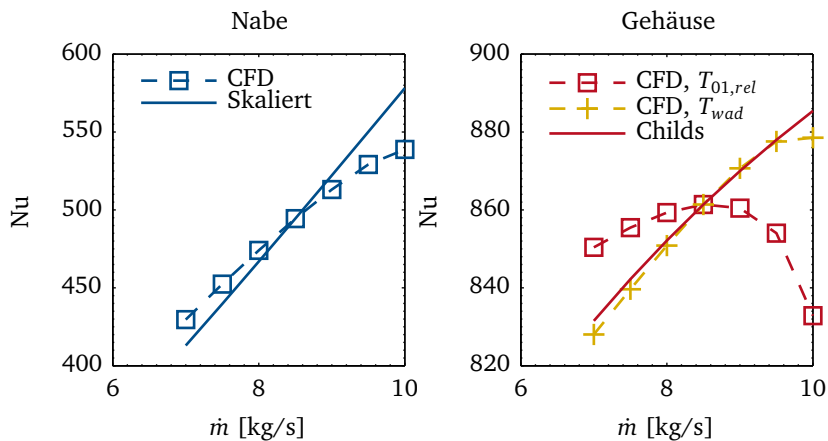 Nabe
600
550
500
450
400
Nu
6
8
10
ṁ [kg/s]
CFD
Skaliert
Gehäuse
900
880
860
840
820
Nu
6
8
10
ṁ [kg/s]
CFD, T01,rel
CFD, Twad
Childs